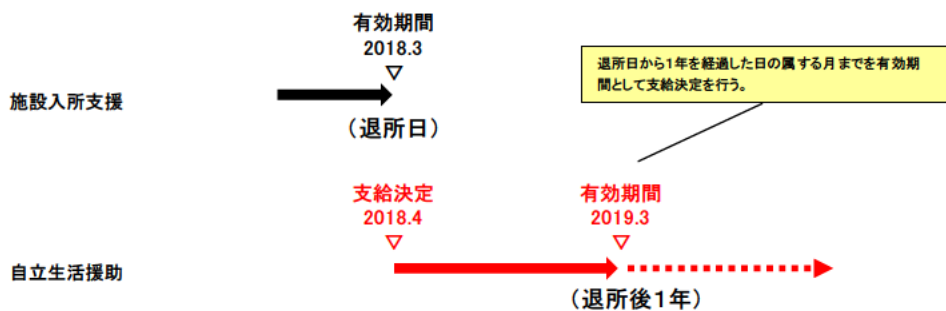 有効期間
2018.3
▽
退所日から1年を経過した日の属する月までを有効期
間として支給決定を行う。
施設入所支援
（退所日）
支給決定
2018.4
▽
有効期間
2019.3
▽
自立生活援助
（退所後1年）